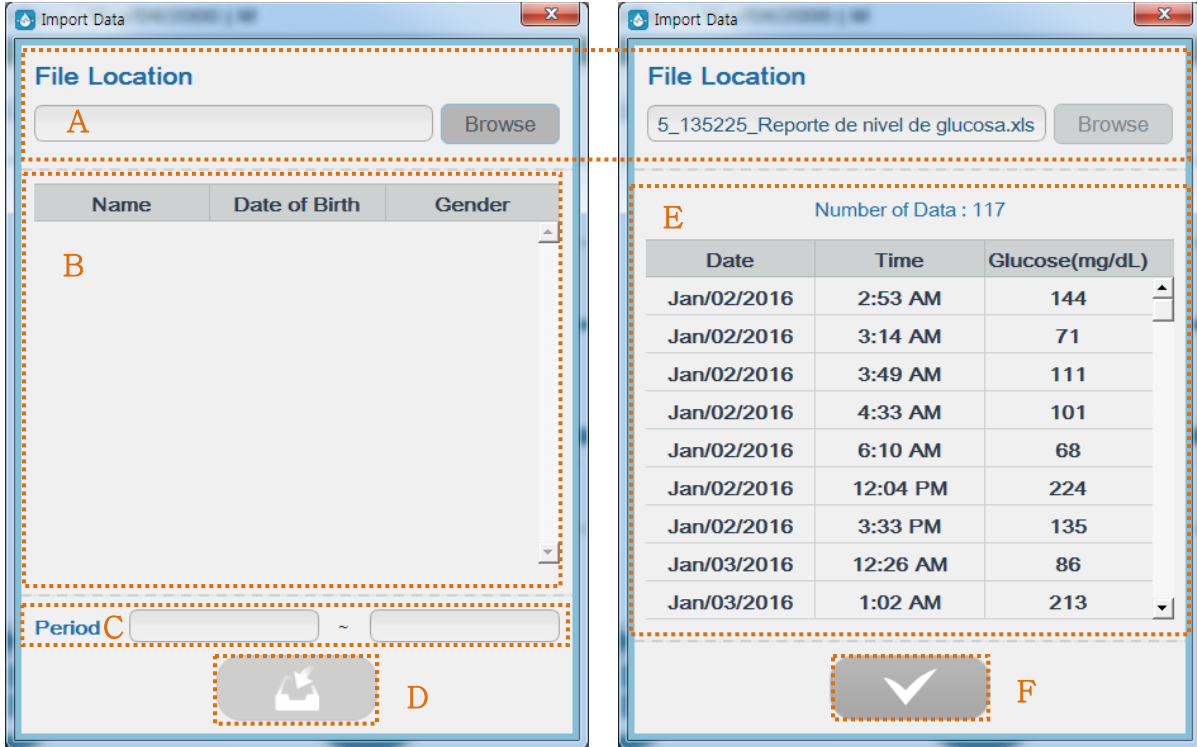 Import Data
File Location
A
Browse
Name Date of Birth Gender
B
Period C ~
D
Import Data
File Location
5_135225_Reporte de nivel de glucosa.xls Browse
E Number of Data : 117
Date Time Glucose(mg/dL)
Jan/02/2016 2:53 AM 144
Jan/02/2016 3:14 AM 71
Jan/02/2016 3:49 AM 111
Jan/02/2016 4:33 AM 101
Jan/02/2016 6:10 AM 68
Jan/02/2016 12:04 PM 224
Jan/02/2016 3:33 PM 135
Jan/03/2016 12:26 AM 86
Jan/03/2016 1:02 AM 213
F